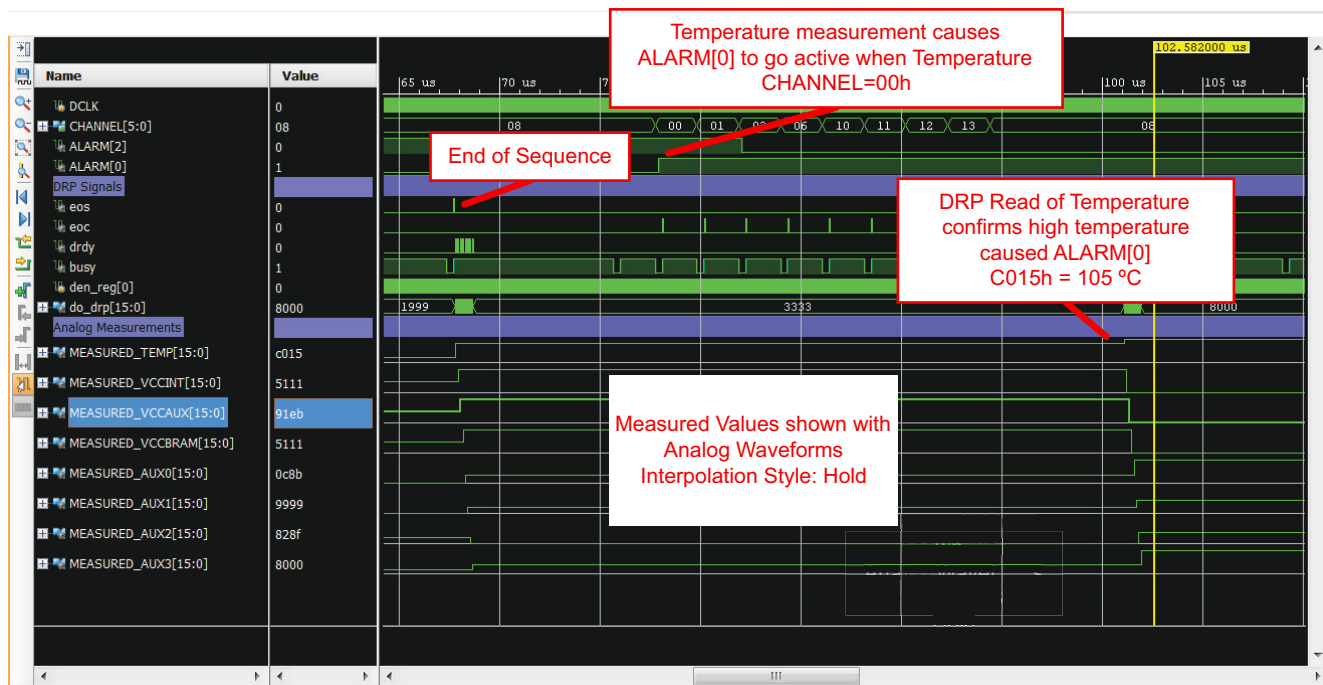 Temperature measurement causes
ALARM[0] to go active when Temperature
CHANNEL=00h
102.582000 us
Name Value
65 us 70 us 7 100 us 105 us
DCLK 0
CHANNEL[5:0] 08 08 00 01 02 06 10 11 12 13 08
ALARM[2] 0
ALARM[0] 1
End of Sequence
DRP Signals
eos 0
eoc 0
drdy 0
busy 1
den_reg[0] 0
do_drp[15:0] 8000 1999 3333 8000
DRP Read of Temperature
confirms high temperature
caused ALARM[0]
C015h = 105 ºC
Analog Measurements
MEASURED_TEMP[15:0] c015
MEASURED_VCCINT[15:0] 5111
MEASURED_VCCAUX[15:0] 91eb
MEASURED_VCCBRAM[15:0] 5111
MEASURED_AUX0[15:0] 0c8b
MEASURED_AUX1[15:0] 9999
MEASURED_AUX2[15:0] 828f
MEASURED_AUX3[15:0] 8000
Measured Values shown with
Analog Waveforms
Interpolation Style: Hold